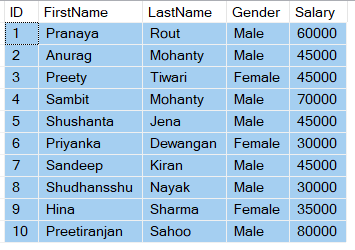 ID FirstName LastName Gender Salary
1 Pranaya Rout Male 60000
2 Anurag Mohanty Male 45000
3 Preety Tiwari Female 45000
4 Sambit Mohanty Male 70000
5 Shushanta Jena Male 45000
6 Priyanka Dewangan Female 30000
7 Sandeep Kiran Male 45000
8 Shudhansshu Nayak Male 30000
9 Hina Sharma Female 35000
10 Preetiranjan Sahoo Male 80000